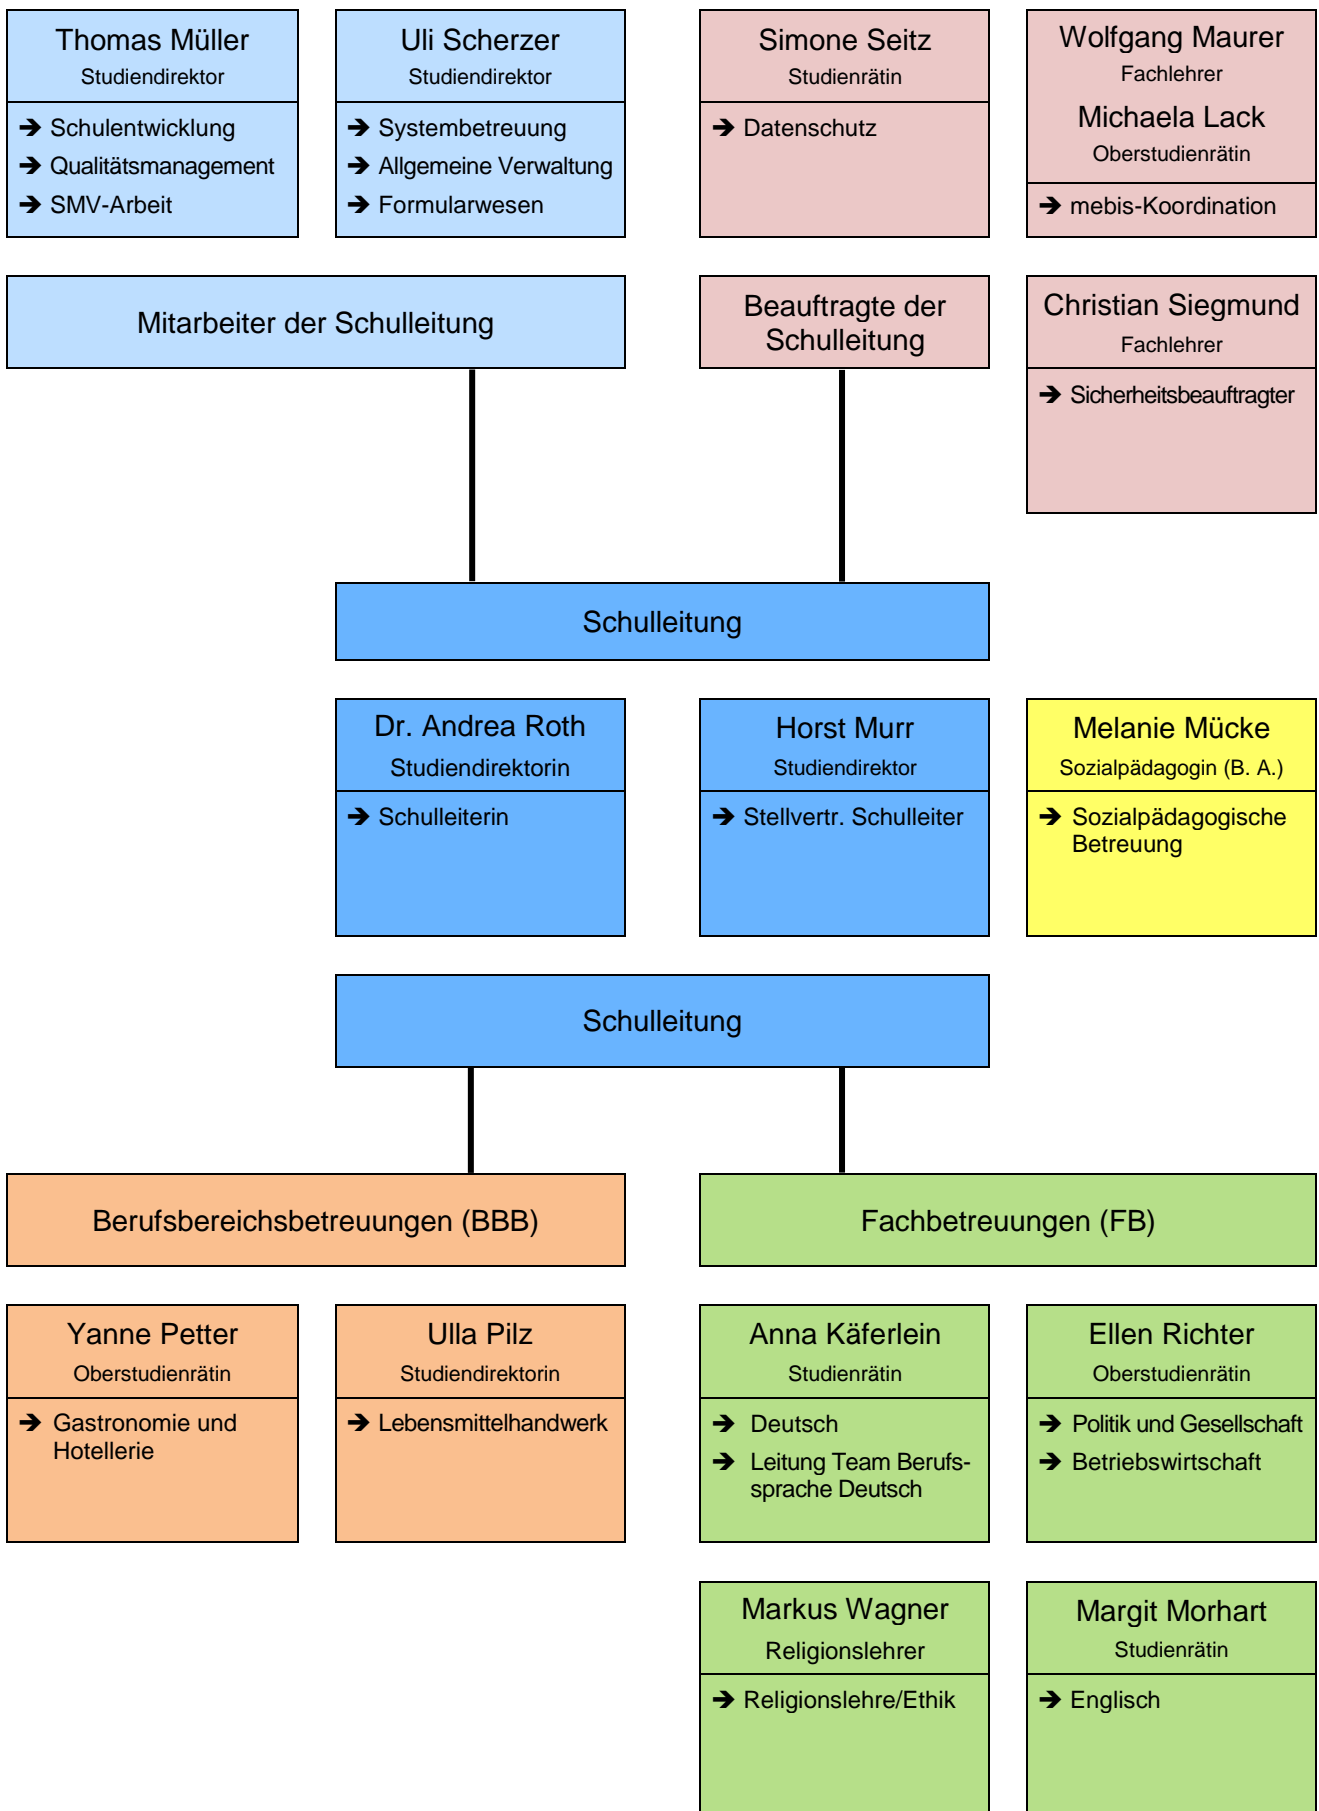 Thomas Müller
Studiendirektor
➔ Schulentwicklung
➔ Qualitätsmanagement
➔ SMV-Arbeit
Uli Scherzer
Studiendirektor
➔ Systembetreuung
➔ Allgemeine Verwaltung
➔ Formularwesen
Simone Seitz
Studienrätin
➔ Datenschutz
Wolfgang Maurer
Fachlehrer
Michaela Lack
Oberstudienrätin
➔ mebis-Koordination
Mitarbeiter der Schulleitung
Beauftragte der
Schulleitung
Christian Siegmund
Fachlehrer
➔ Sicherheitsbeauftragter
Schulleitung
Dr. Andrea Roth
Studiendirektorin
➔ Schulleiterin
Horst Murr
Studiendirektor
➔ Stellvertr. Schulleiter
Melanie Mücke
Sozialpädagogin (B. A.)
➔ Sozialpädagogische
Betreuung
Schulleitung
Berufsbereichsbetreuungen (BBB)
Fachbetreuungen (FB)
Yanne Petter
Oberstudienrätin
➔ Gastronomie und
Hotellerie
Ulla Pilz
Studiendirektorin
➔ Lebensmittelhandwerk
Anna Käferlein
Studienrätin
➔ Deutsch
➔ Leitung Team Berufs-
sprache Deutsch
Ellen Richter
Oberstudienrätin
➔ Politik und Gesellschaft
➔ Betriebswirtschaft
Markus Wagner
Religionslehrer
➔ Religionslehre/Ethik
Margit Morhart
Studienrätin
➔ Englisch